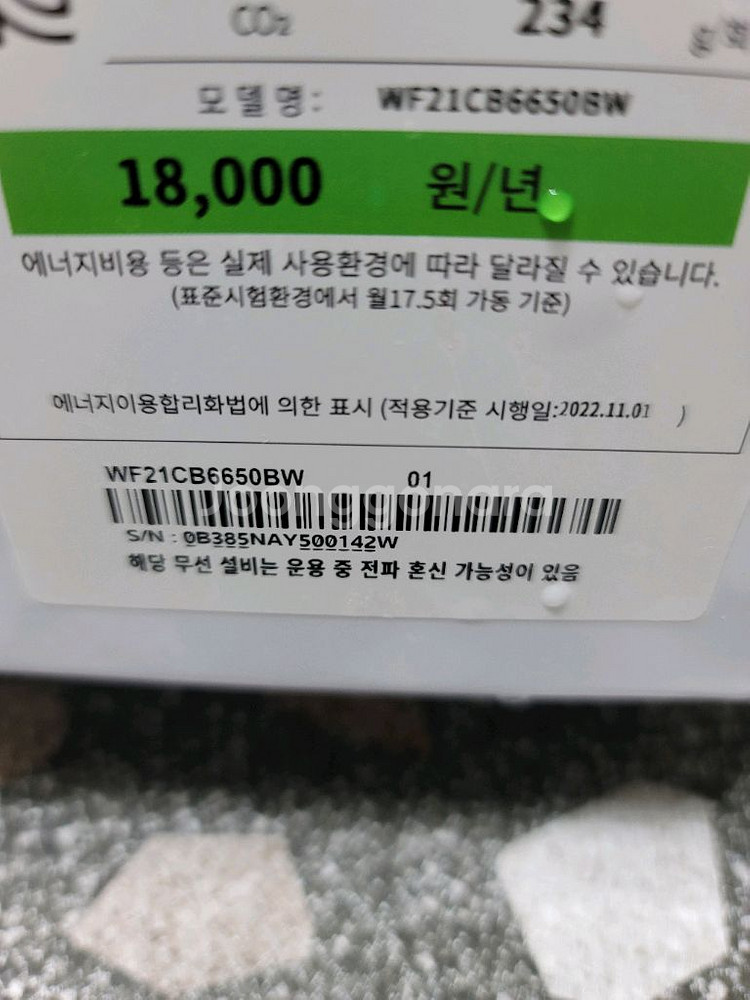 CO₂ 234 g/회
모델명: WF21CB6650BW
18,000 원/년
에너지비용 등은 실제 사용환경에 따라 달라질 수 있습니다.
(표준시험환경에서 월17.5회 가동 기준)
에너지이용합리화법에 의한 표시 (적용기준 시행일:2022.11.01 )
WF21CB6650BW 01
Joonggonara
S/N : 0B385NAY500142W
해당 무선 설비는 운용 중 전파 혼신 가능성이 있음